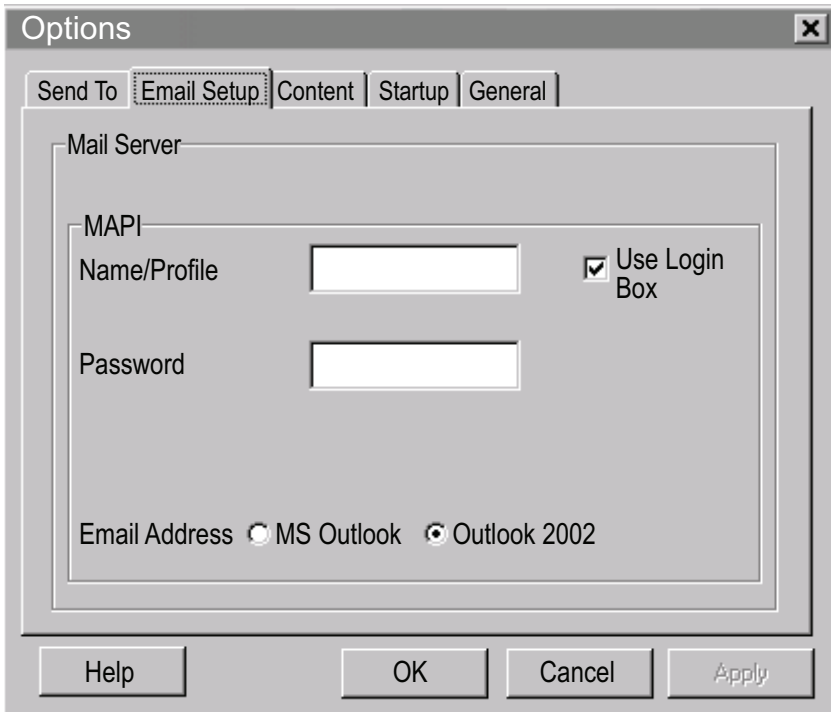 Options
Send To Email Setup Content Startup General
Mail Server
MAPI
Name/Profile
Use Login
Box
Password
Email Address MS Outlook Outlook 2002
Help OK Cancel Apply